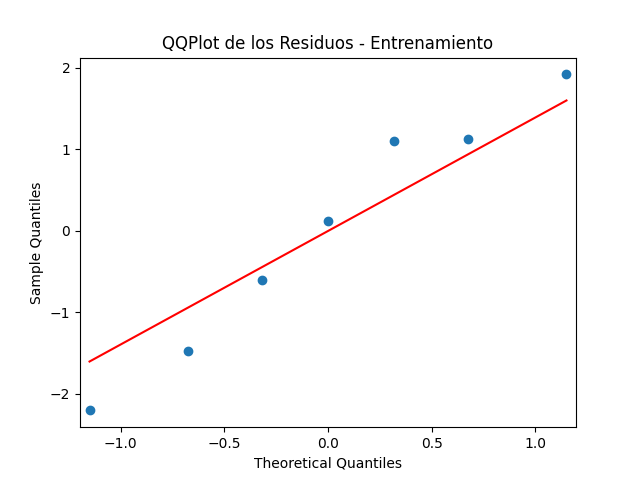 QQPlot de los Residuos - Entrenamiento
2
1
0
−1
−2
Sample Quantiles
−1.0 −0.5 0.0 0.5 1.0
Theoretical Quantiles